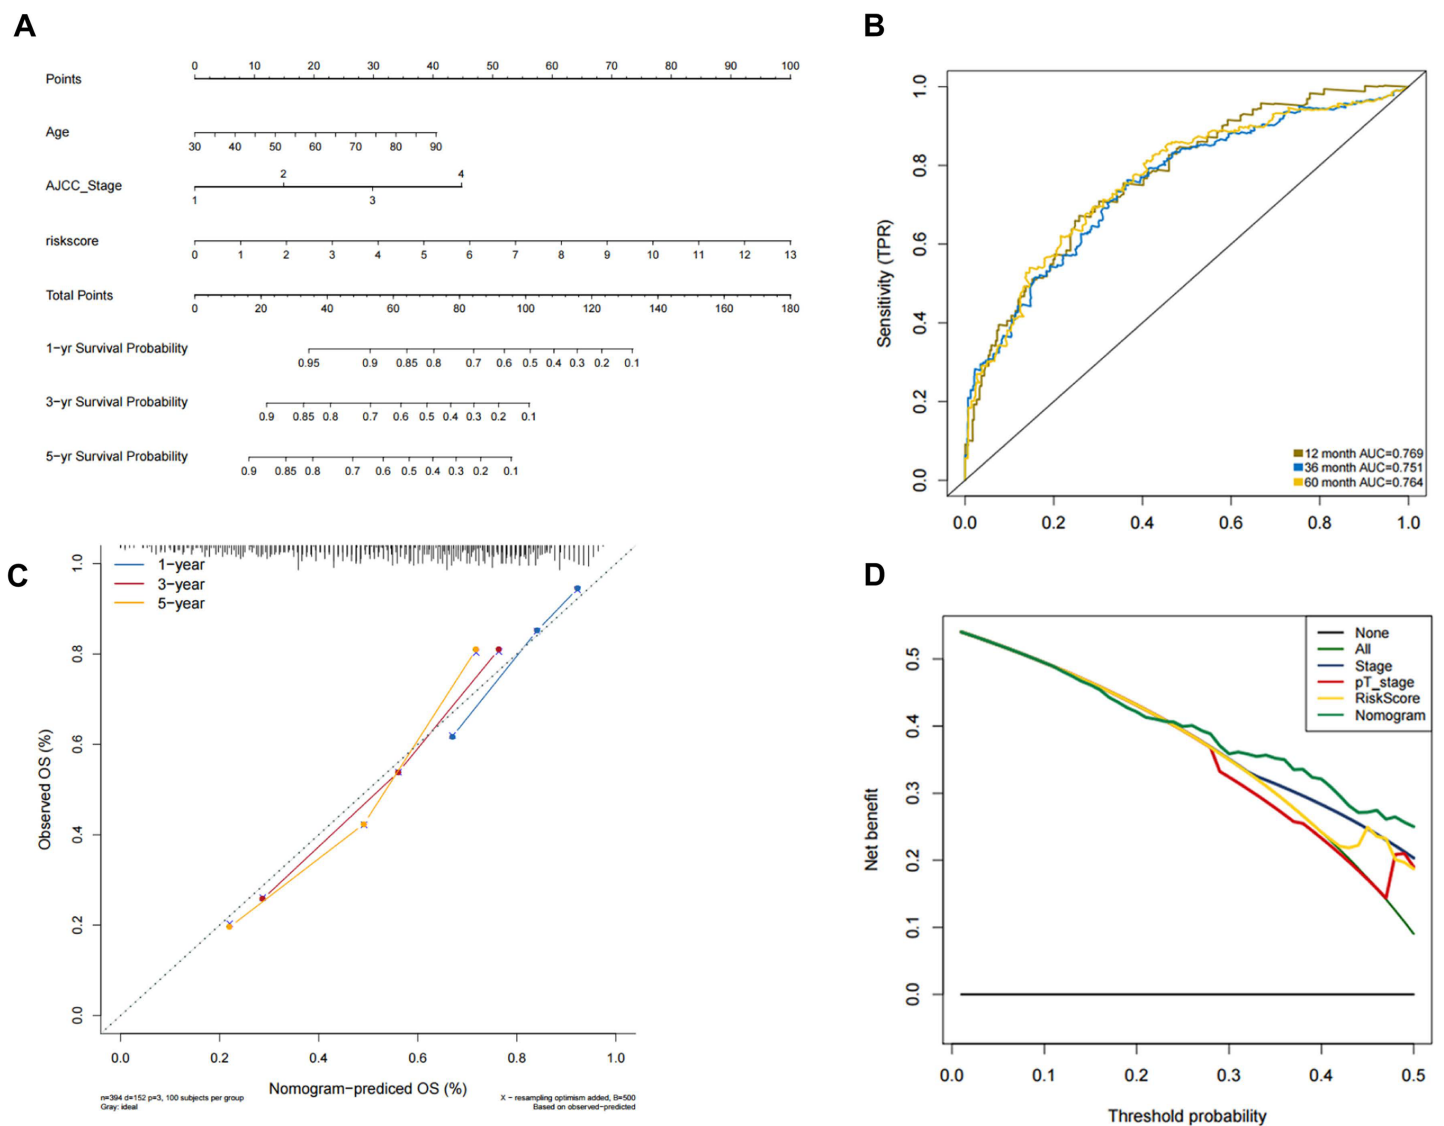 A
Points
0 10 20 30 40 50 60 70 80 90 100
Age
30 40 50 60 70 80 90
AJCC_Stage
2 4
1 3
riskscore
0 1 2 3 4 5 6 7 8 9 10 11 12 13
Total Points
0 20 40 60 80 100 120 140 160 180
1−yr Survival Probability
0.95 0.9 0.85 0.8 0.7 0.6 0.5 0.4 0.3 0.2 0.1
3−yr Survival Probability
0.9 0.85 0.8 0.7 0.6 0.5 0.4 0.3 0.2 0.1
5−yr Survival Probability
0.9 0.85 0.8 0.7 0.6 0.5 0.4 0.3 0.2 0.1
B
Sensitivity (TPR)
1.0
0.8
0.6
0.4
0.2
0.0
12 month AUC=0.769
36 month AUC=0.751
60 month AUC=0.764
0.0 0.2 0.4 0.6 0.8 1.0
C
1−year
3−year
5−year
Observed OS (%)
1.0
0.8
0.6
0.4
0.2
0.0
0.0 0.2 0.4 0.6 0.8 1.0
Nomogram−prediced OS (%)
n=394 d=152 p=3, 100 subjects per group
Gray: ideal
X − resampling optimism added, B=500
Based on observed−predicted
D
None
All
Stage
pT_stage
RiskScore
Nomogram
Net benefit
0.5
0.4
0.3
0.2
0.1
0.0
0.0 0.1 0.2 0.3 0.4 0.5
Threshold probability